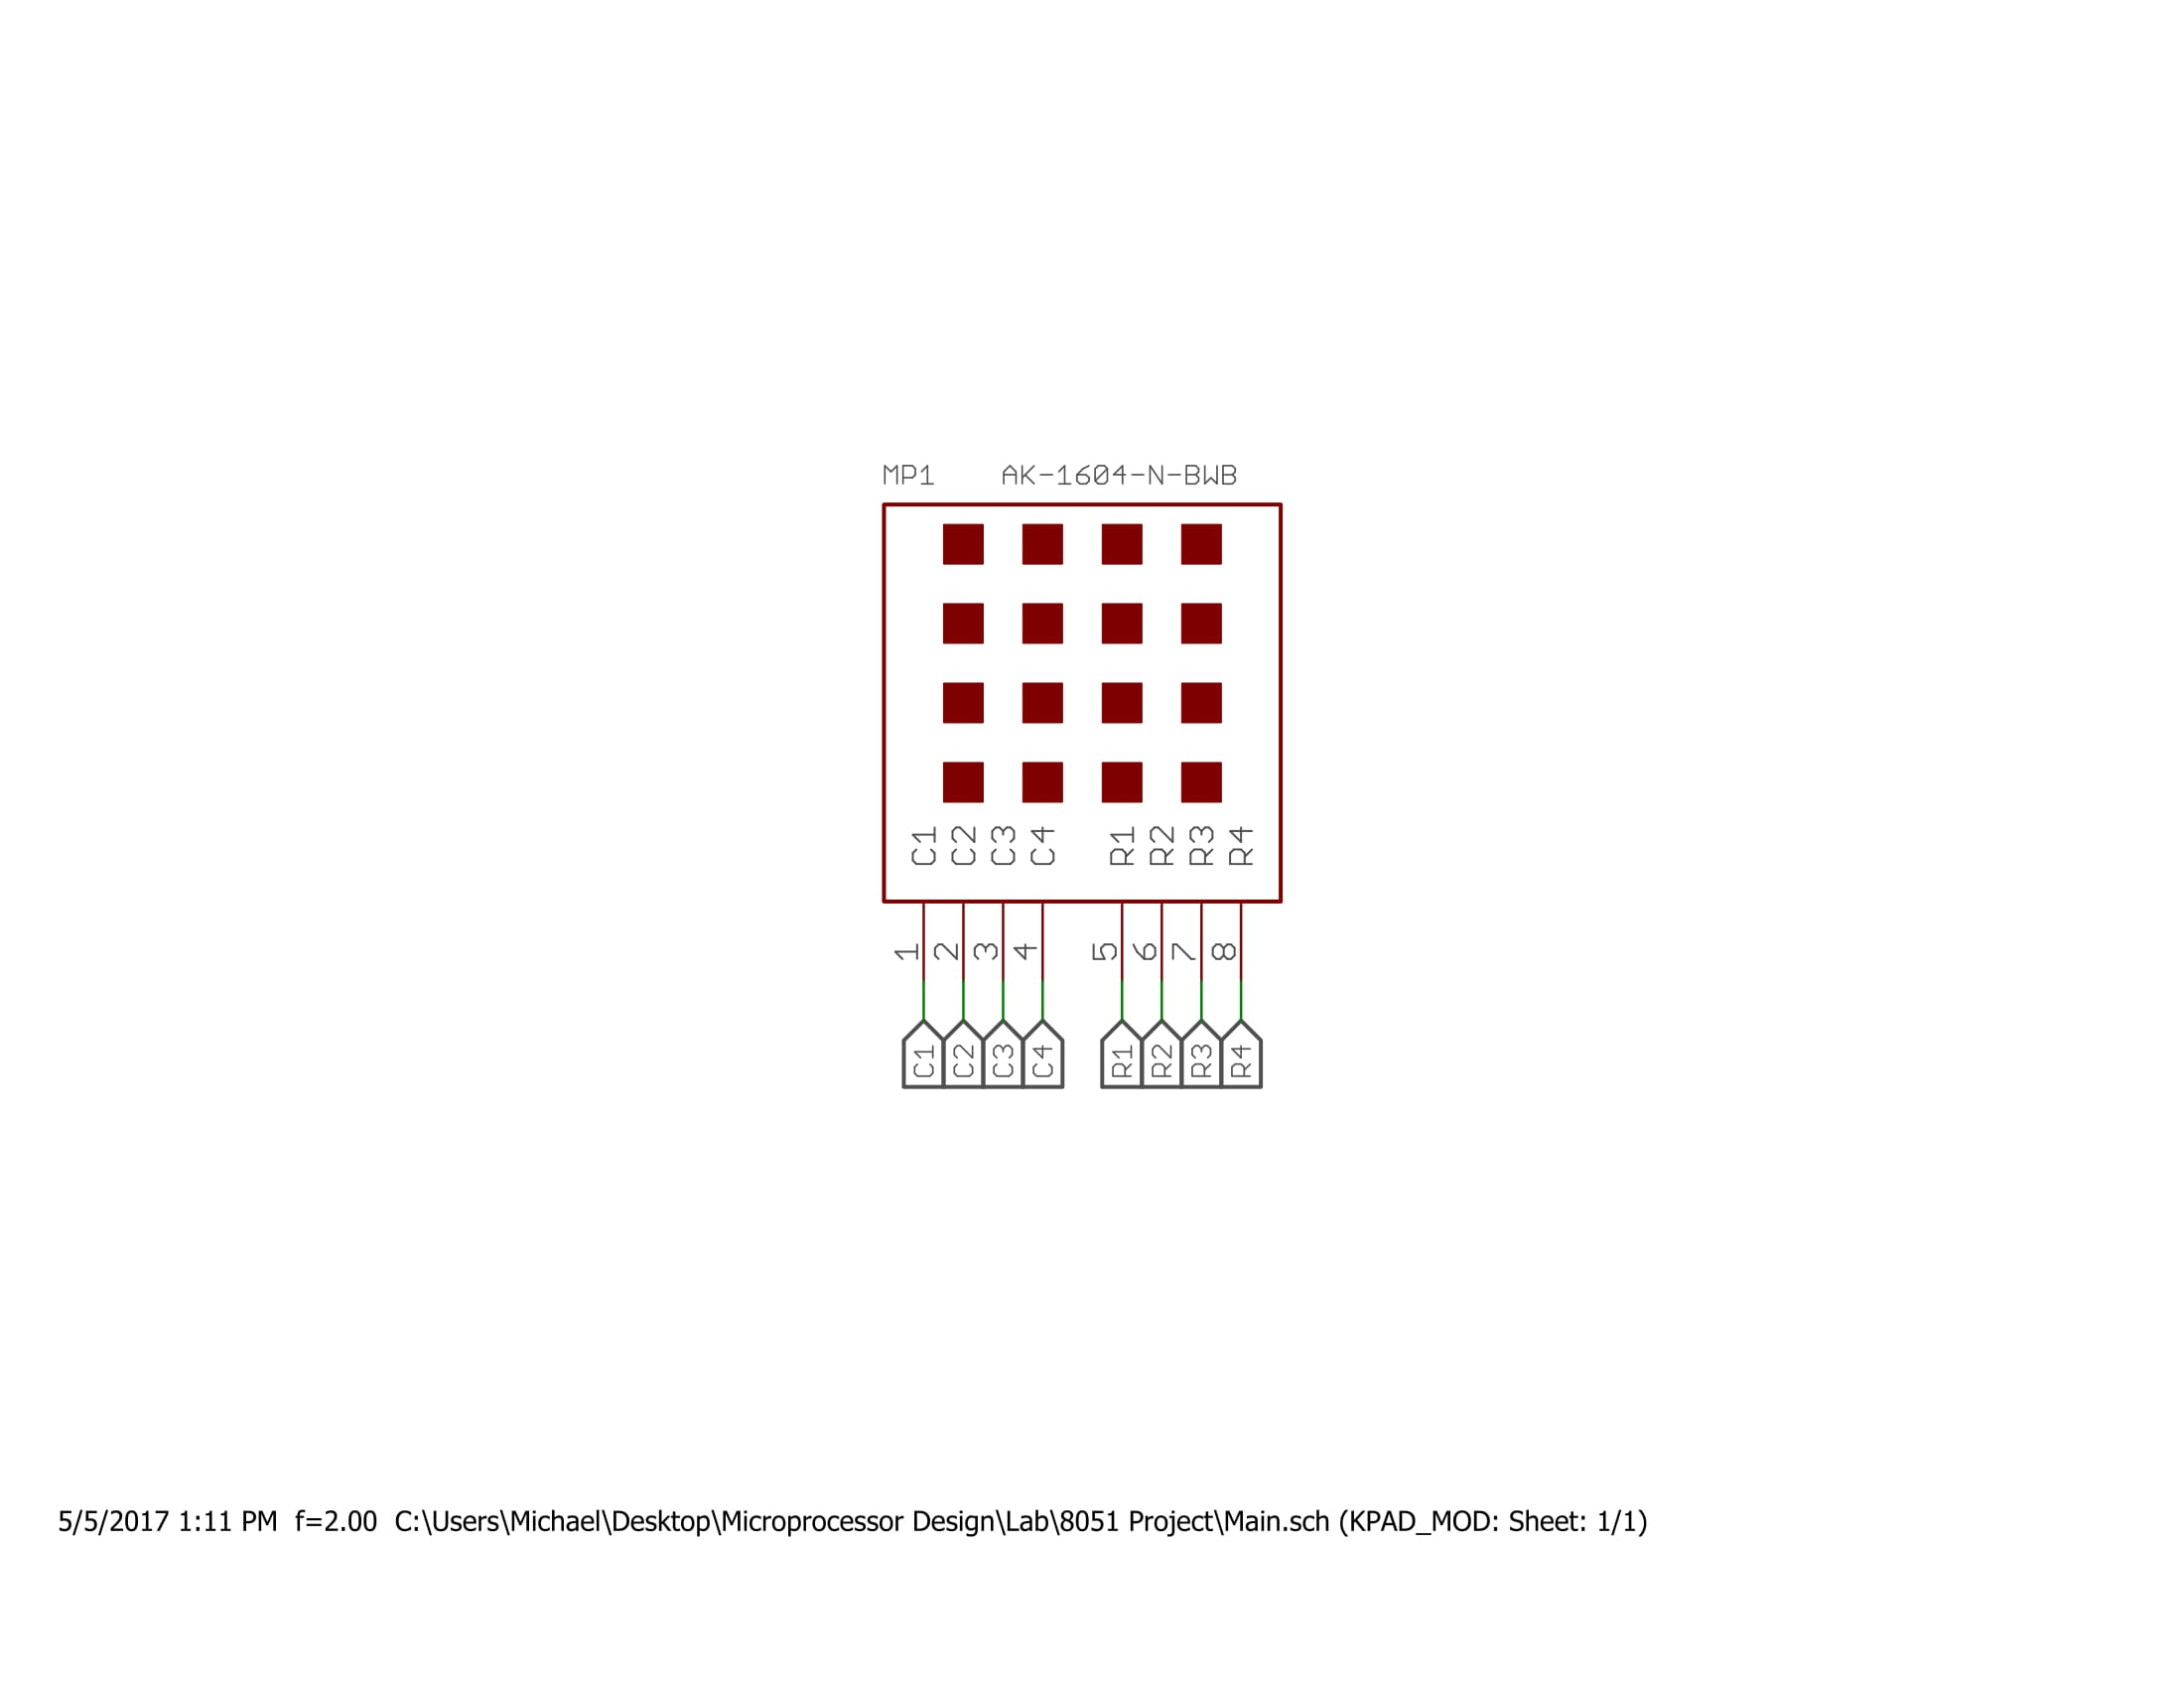 MP1 AK-1604-N-BWB
C1 C2 C3 C4 R1 R2 R3 R4
1 2 3 4 5 6 7 8
C1 C2 C3 C4 R1 R2 R3 R4
5/5/2017 1:11 PM f=2.00 C:\Users\Michael\Desktop\Microprocessor Design\Lab\8051 Project\Main.sch (KPAD_MOD: Sheet: 1/1)